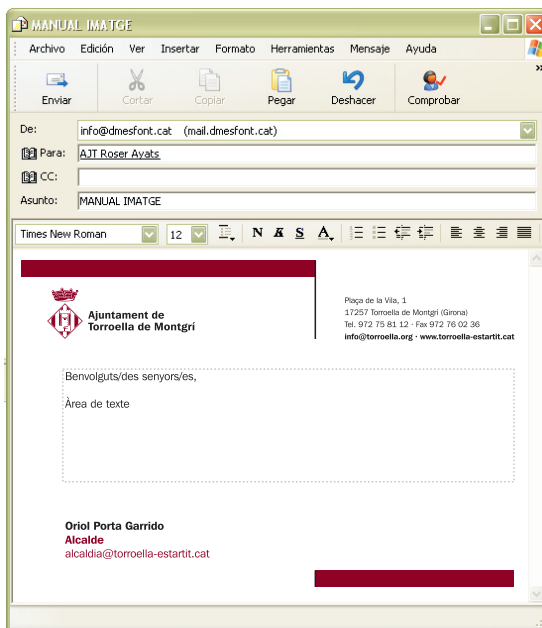 MANUAL IMATGE
Archivo Edición Ver Insertar Formato Herramientas Mensaje Ayuda
Enviar Cortar Copiar Pegar Deshacer Comprobar
De: info@dmesfont.cat (mail.dmesfont.cat)
Para: AJT Roser Ayats
CC:
Asunto: MANUAL IMATGE
Times New Roman 12 N K S A
Ajuntament de
Torroella de Montgrí
Plaça de la Vila, 1
17257 Torroella de Montgrí (Girona)
Tel. 972 75 81 12 · Fax 972 76 02 36
info@torroella.org · www.torroella-estartit.cat
Benvolguts/des senyors/es,
Àrea de texte
Oriol Porta Garrido
Alcalde
alcaldia@torroella-estartit.cat